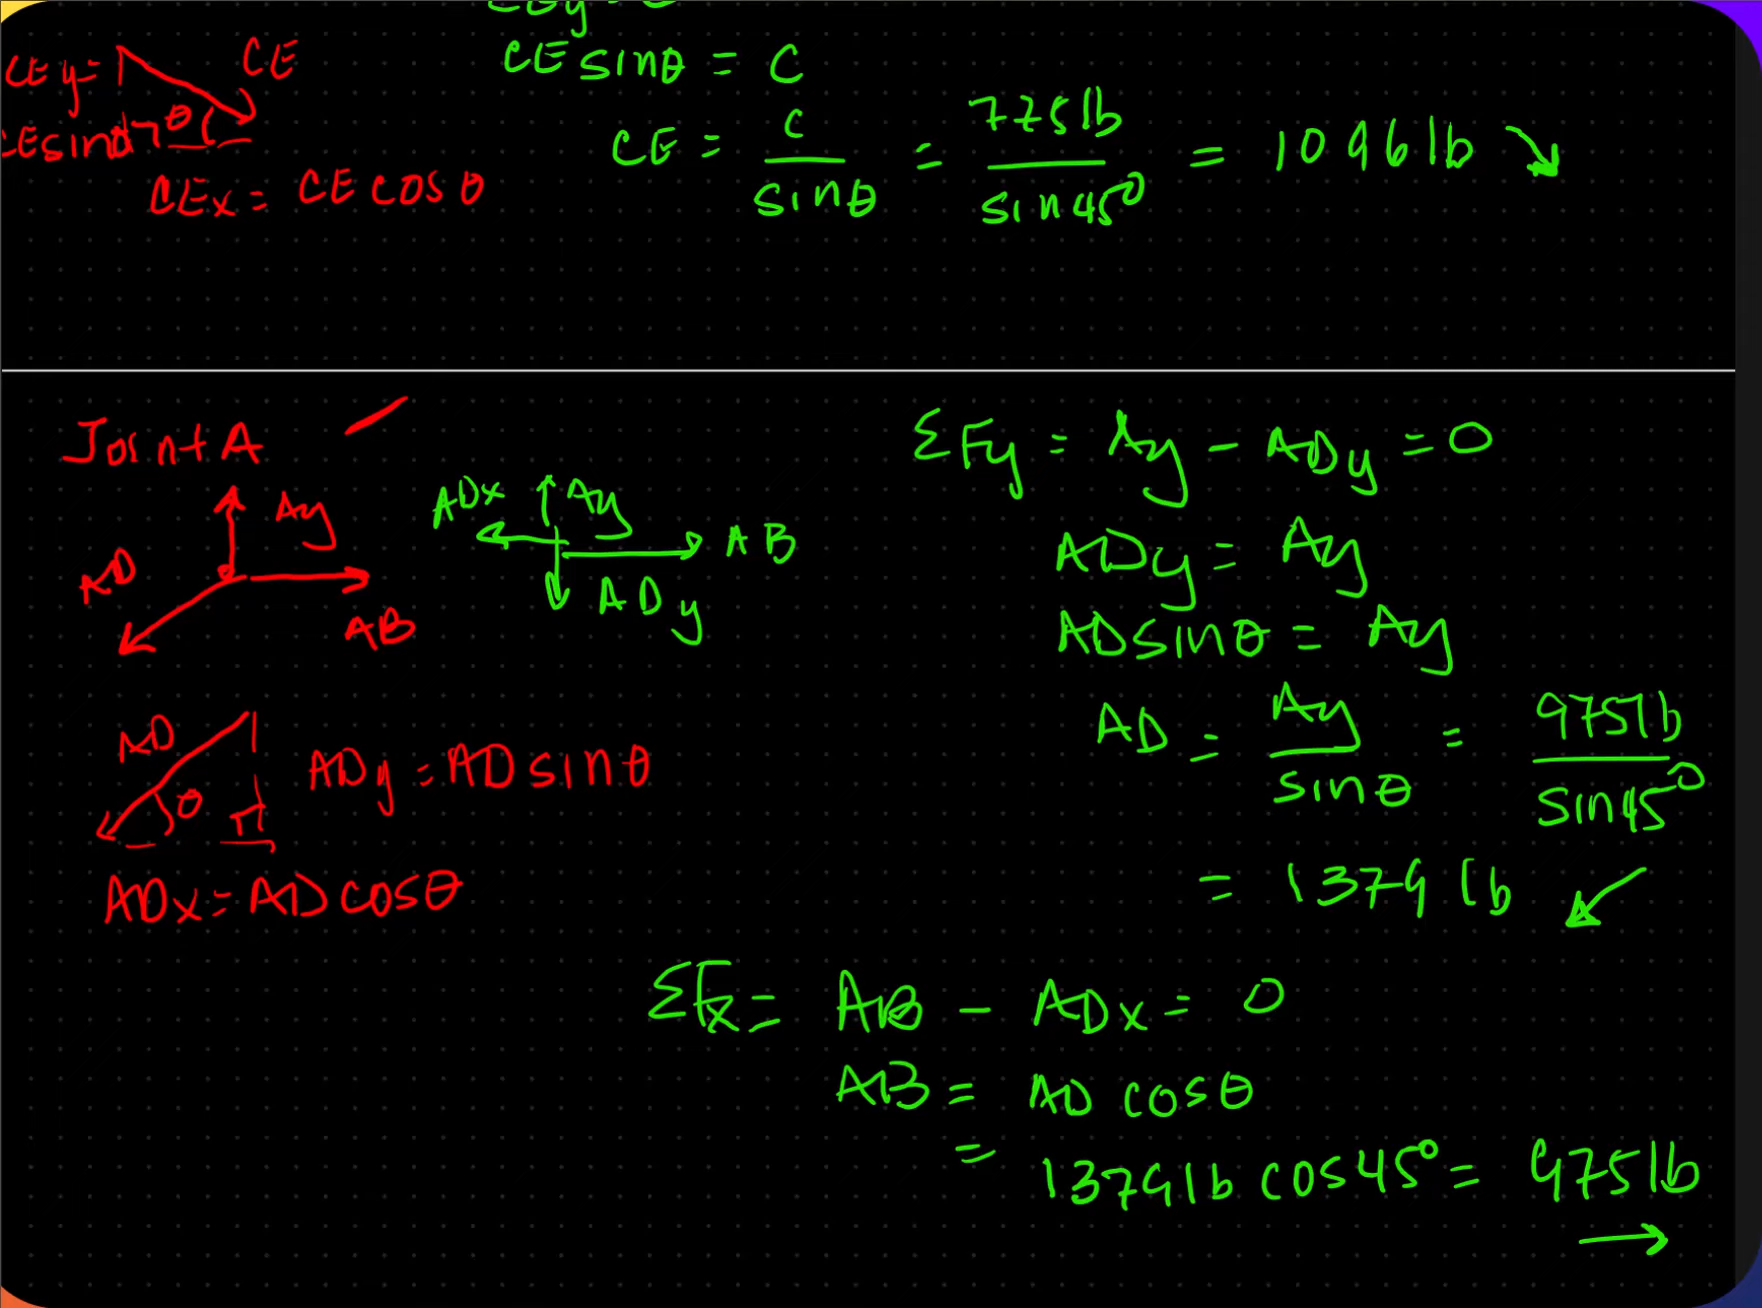 CE sinθ = C
CEy =
CE
CE sinθ
θ
CEx = CE cosθ
CE = C / sinθ = 775 lb / sin45° = 1096 lb ↘
Joint A
Ay
AD
AB
ADx
Ay
AB
ADy
AD
θ
ADy = AD sinθ
ADx = AD cosθ
ΣFy = Ay - ADy = 0
ADy = Ay
AD sinθ = Ay
AD = Ay / sinθ = 975 lb / sin45°
= 1379 lb ↙
ΣFx = AB - ADx = 0
AB = AD cosθ
= 1379 lb cos45° = 975 lb
→